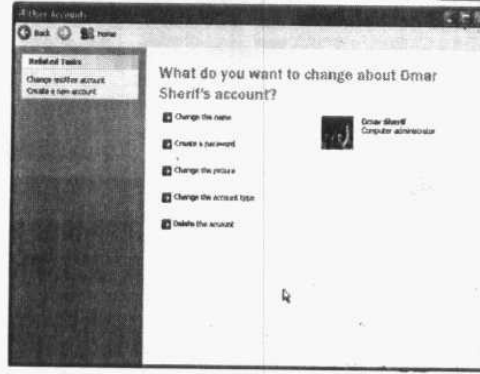 User Accounts
Back Home
Related Tasks
Change another account
Create a new account
What do you want to change about Omar
Sherif's account?
Change the name
Create a password
Change the picture
Change the account type
Delete the account
Omar Sherif
Computer administrator